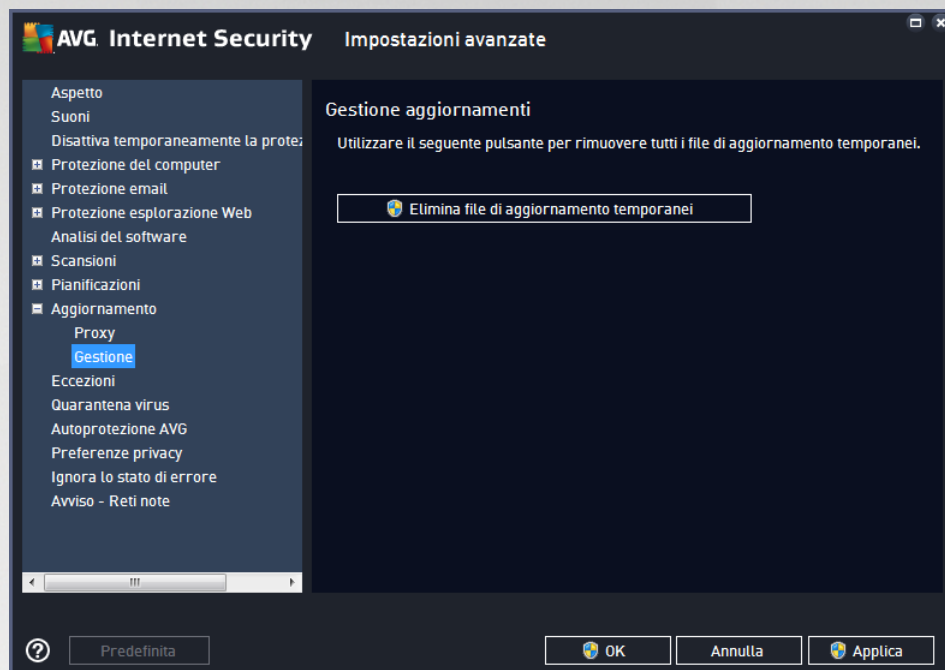 AVG. Internet Security Impostazioni avanzate
Aspetto
Suoni
Disattiva temporaneamente la protez
Protezione del computer
Protezione email
Protezione esplorazione Web
Analisi del software
Scansioni
Pianificazioni
Aggiornamento
Proxy
Gestione
Eccezioni
Quarantena virus
Autoprotezione AVG
Preferenze privacy
Ignora lo stato di errore
Avviso - Reti note
Gestione aggiornamenti
Utilizzare il seguente pulsante per rimuovere tutti i file di aggiornamento temporanei.
Elimina file di aggiornamento temporanei
? Predefinita OK Annulla Applica